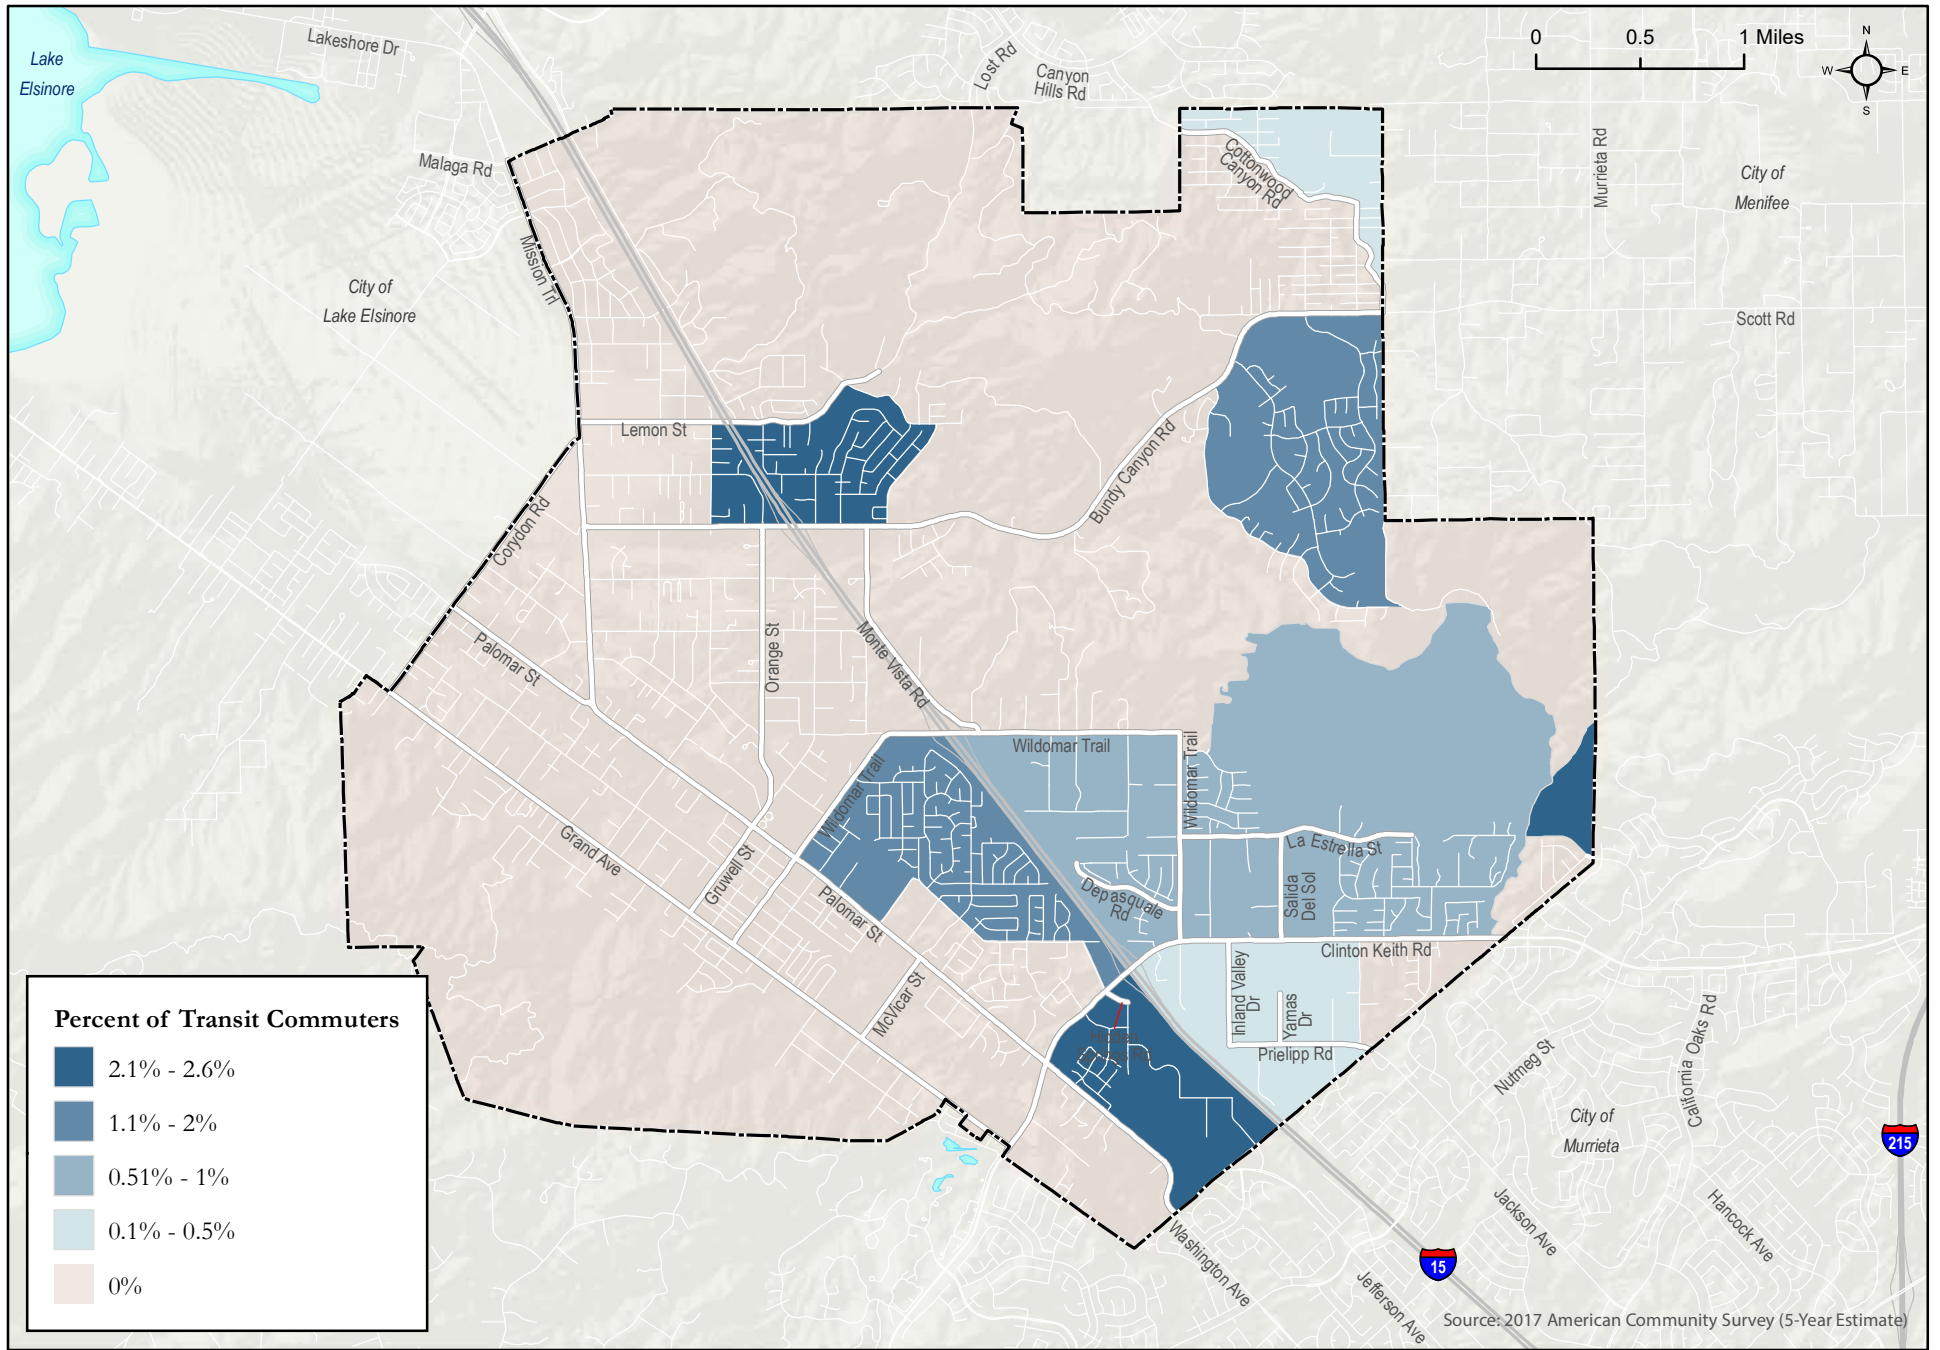 Lake
Elsinore
Lakeshore Dr
Lost Rd
Canyon
Hills Rd
0 0.5 1 Miles
N
W E
S
Malaga Rd
Mission Trl
Cottonwood
Canyon Rd
Murrieta Rd
City of
Menifee
City of
Lake Elsinore
Scott Rd
Lemon St
Corydon Rd
Bundy Canyon Rd
Palomar St
Orange St
Monte Vista Rd
Wildomar Trail
Wildomar Trail
Wildomar Trail
Grand Ave
Gruwell St
Palomar St
Depasquale
Rd
La Estrella St
Salida
Del Sol
Clinton Keith Rd
McVicar St
Inland Valley
Dr
Yamas
Dr
Hidden
Springs Rd
Prielipp Rd
Nutmeg St
California Oaks Rd
City of
Murrieta
215
Jackson Ave
Hancock Ave
Washington Ave
15
Jefferson Ave
Percent of Transit Commuters
2.1% - 2.6%
1.1% - 2%
0.51% - 1%
0.1% - 0.5%
0%
Source: 2017 American Community Survey (5-Year Estimate)